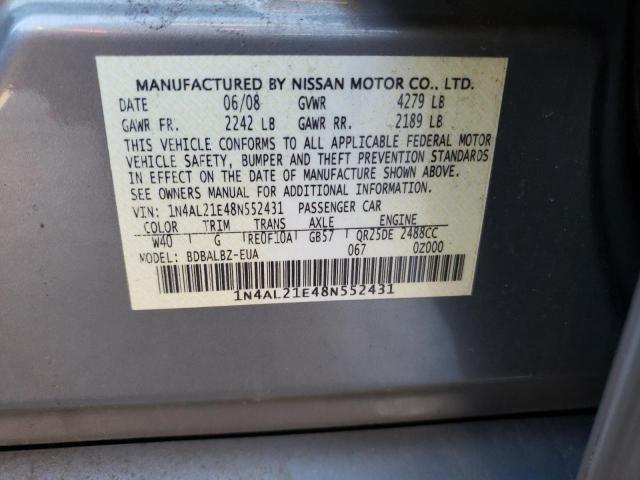 MANUFACTURED BY NISSAN MOTOR CO., LTD.
DATE 06/08 GVWR 4279 LB
GAWR FR. 2242 LB GAWR RR. 2189 LB
THIS VEHICLE CONFORMS TO ALL APPLICABLE FEDERAL MOTOR
VEHICLE SAFETY, BUMPER AND THEFT PREVENTION STANDARDS
IN EFFECT ON THE DATE OF MANUFACTURE SHOWN ABOVE.
SEE OWNERS MANUAL FOR ADDITIONAL INFORMATION.
VIN: 1N4AL21E48N552431 PASSENGER CAR
COLOR TRIM TRANS AXLE ENGINE
W40 G RE0F10A GB57 QR25DE 2488CC
MODEL: BDBALBZ-EUA 067 0Z000
1N4AL21E48N552431